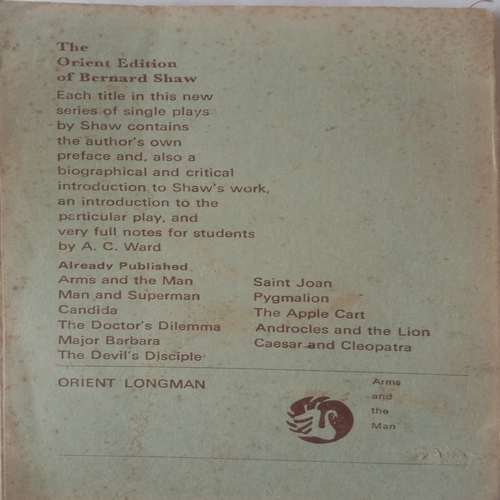 The
Orient Edition
of Bernard Shaw
Each title in this new
series of single plays
by Shaw contains
the author's own
preface and, also a
biographical and critical
introduction to Shaw's work,
an introduction to the
particular play, and
very full notes for students
by A. C. Ward
Already Published
Arms and the Man
Man and Superman
Candida
The Doctor's Dilemma
Major Barbara
The Devil's Disciple
Saint Joan
Pygmalion
The Apple Cart
Androcles and the Lion
Caesar and Cleopatra
ORIENT LONGMAN
Arms
and
the
Man